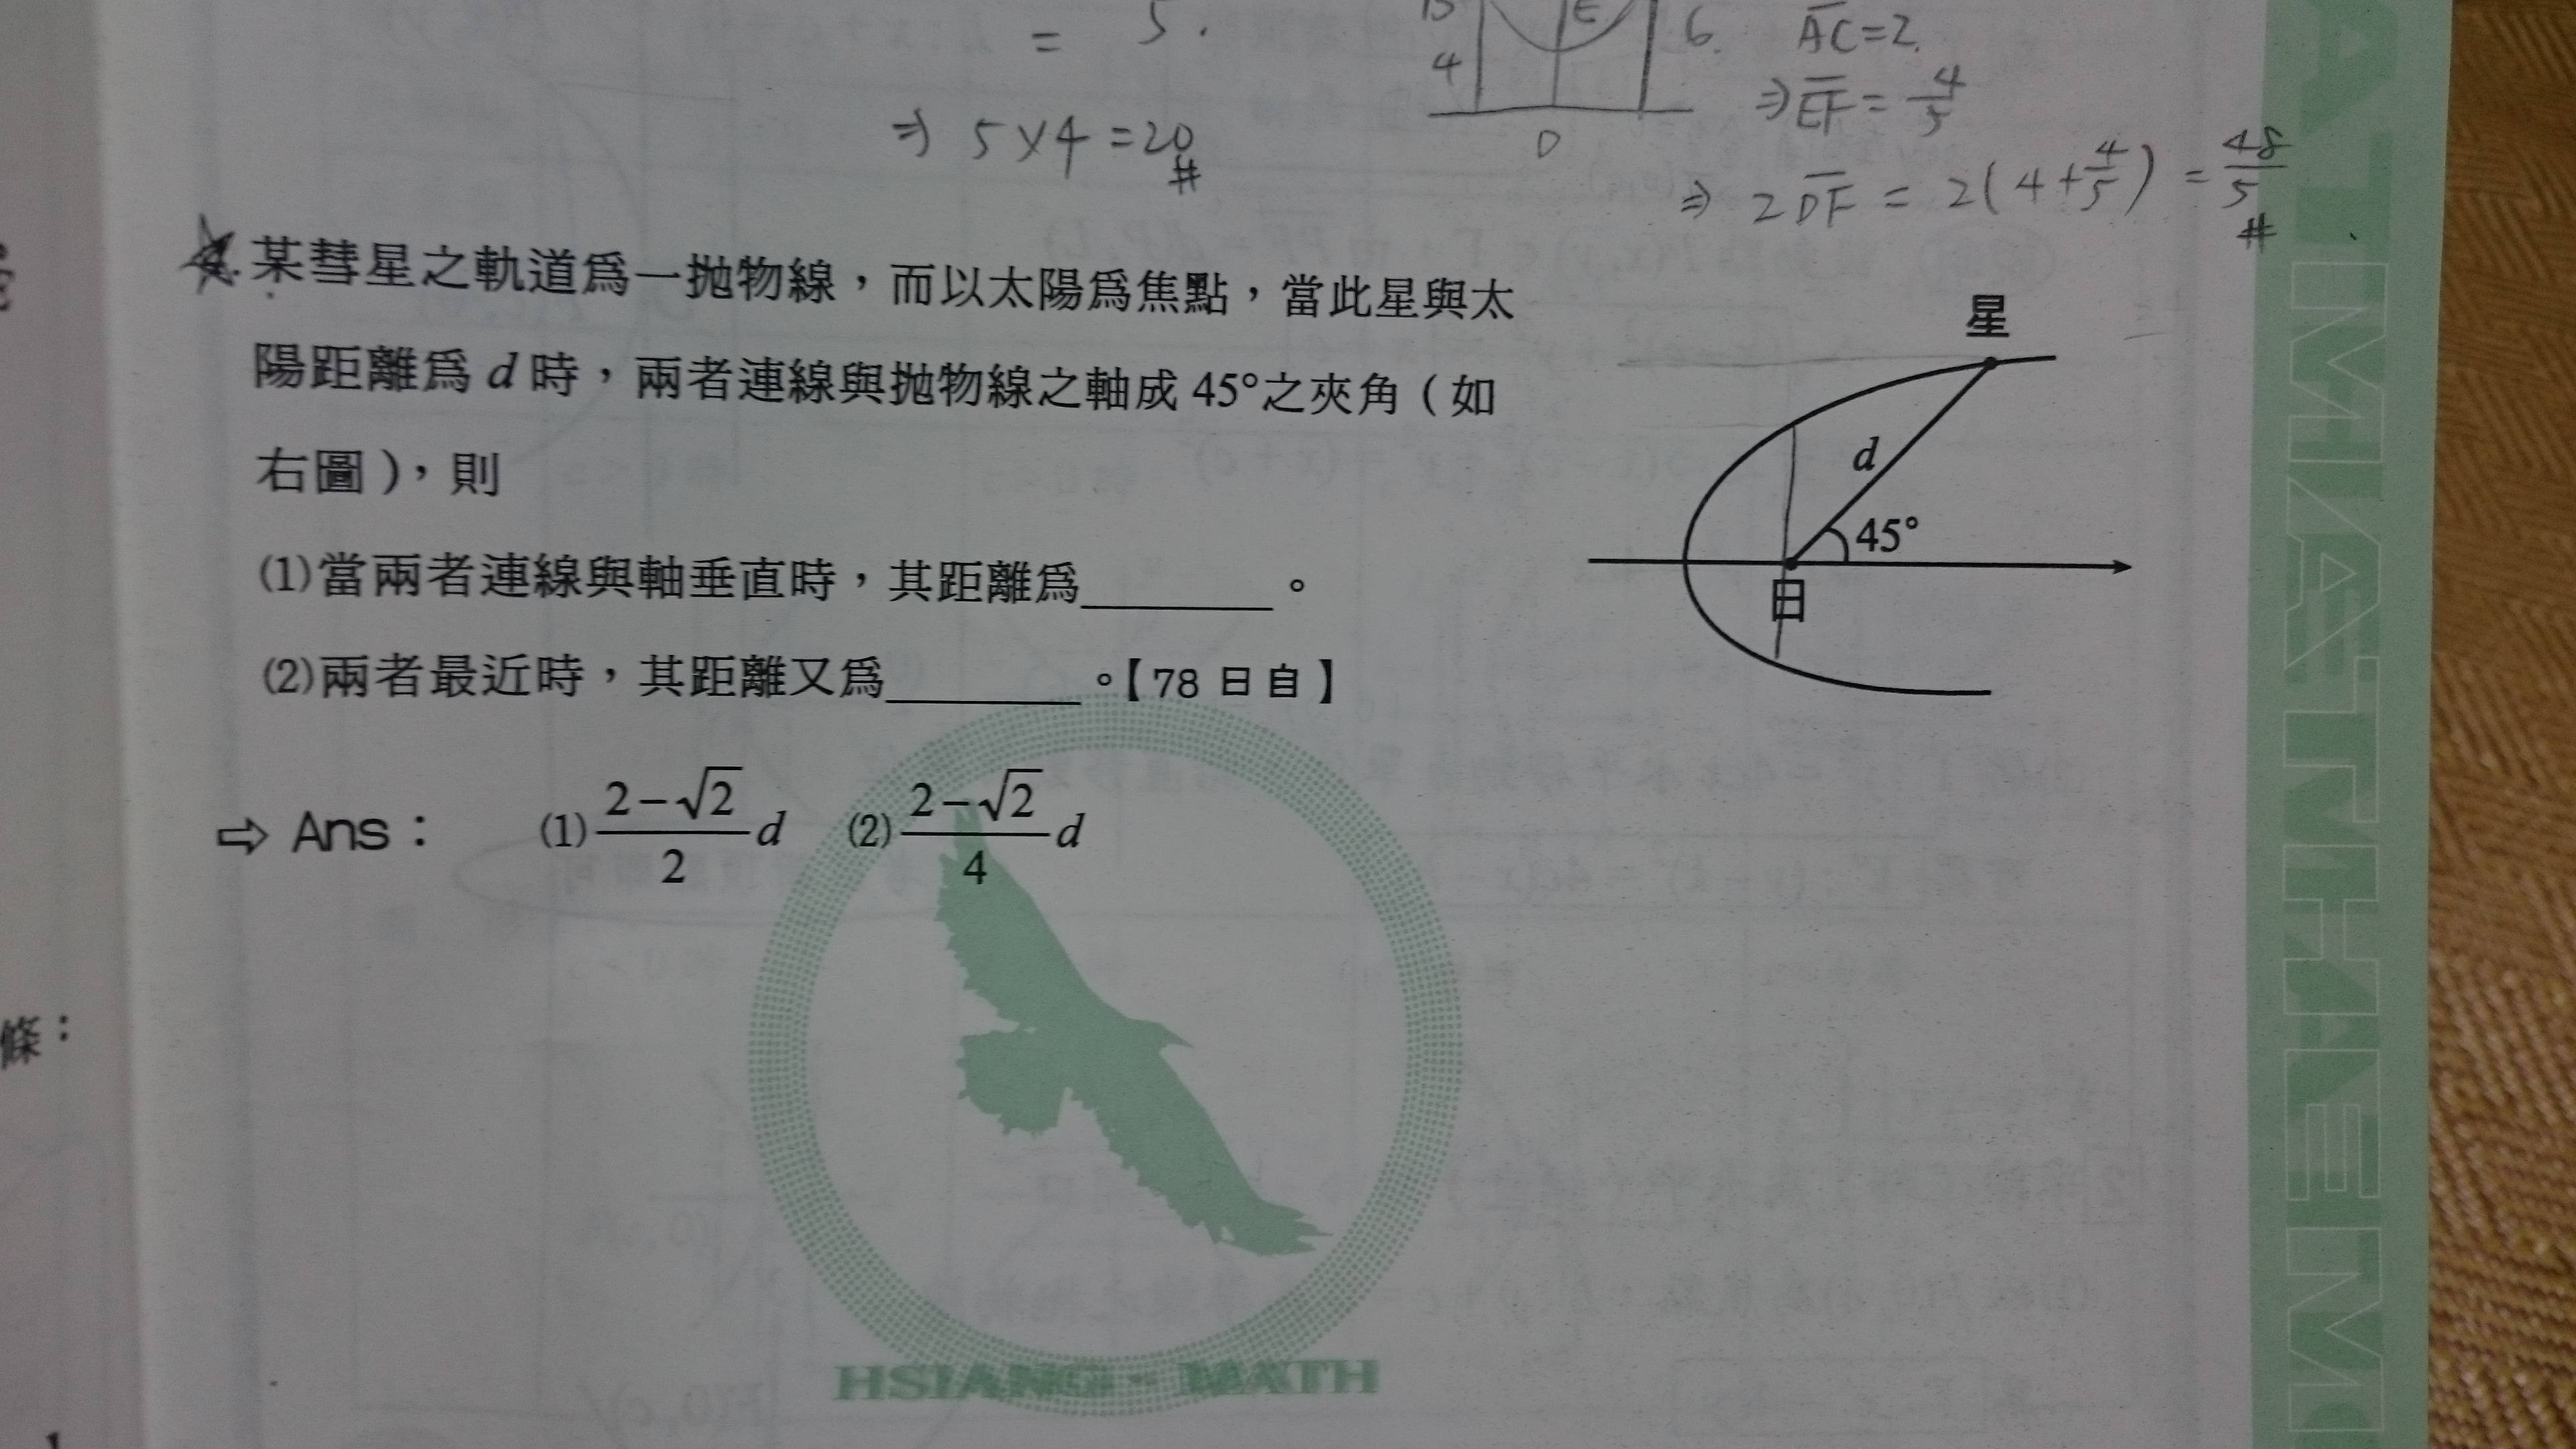 = 5.
⇒ 5×4 = 20 #
4
E
6.
D
AC = 2.
⇒ EF = 4/5
⇒ 2DF = 2(4+4/5) = 48/5 #
某彗星之軌道為一拋物線，而以太陽為焦點，當此星與太
陽距離為 d 時，兩者連線與拋物線之軸成 45°之夾角（如
右圖），則
(1)當兩者連線與軸垂直時，其距離為________。
(2)兩者最近時，其距離又為________。【78 日自】
星
d
45°
日
⇨ Ans： (1) (2−√2)/2 d (2) (2−√2)/4 d
條：
HSIANG - MATH
MATHEM